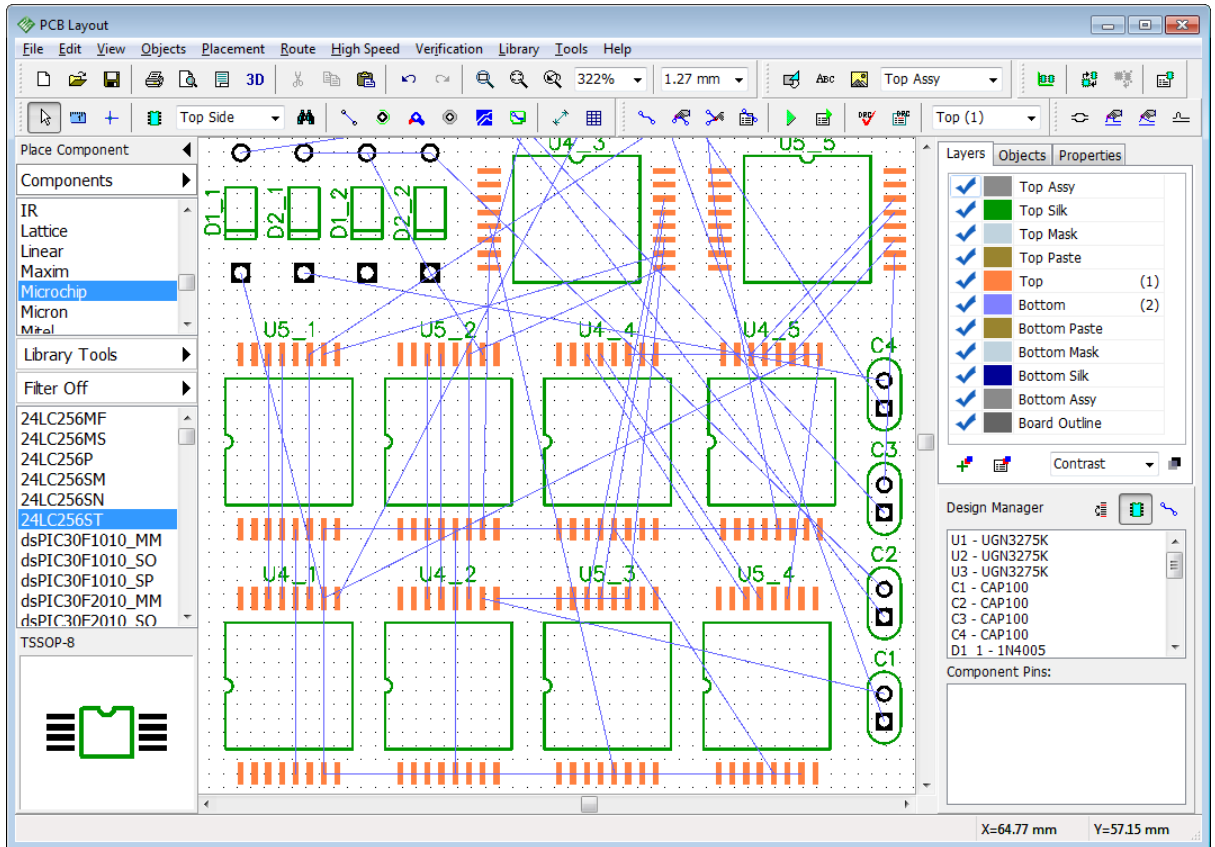 PCB Layout
File Edit View Objects Placement Route High Speed Verification Library Tools Help
3D 322% 1.27 mm ABC Top Assy
Top Side DRC DRC Top (1)
Place Component
Components
IR
Lattice
Linear
Maxim
Microchip
Micron
Mitel
Library Tools
Filter Off
24LC256MF
24LC256MS
24LC256P
24LC256SM
24LC256SN
24LC256ST
dsPIC30F1010_MM
dsPIC30F1010_SO
dsPIC30F1010_SP
dsPIC30F2010_MM
dsPIC30F2010_SO
TSSOP-8
U4_3 U5_5
D1_1 D2_1 D1_2 D2_2
U5_1 U5_2 U4_4 U4_5
C4
C3
C2
U4_1 U4_2 U5_3 U5_4
C1
Layers Objects Properties
Top Assy
Top Silk
Top Mask
Top Paste
Top (1)
Bottom (2)
Bottom Paste
Bottom Mask
Bottom Silk
Bottom Assy
Board Outline
Contrast
Design Manager
U1 - UGN3275K
U2 - UGN3275K
U3 - UGN3275K
C1 - CAP100
C2 - CAP100
C3 - CAP100
C4 - CAP100
D1_1 - 1N4005
Component Pins:
X=64.77 mm Y=57.15 mm